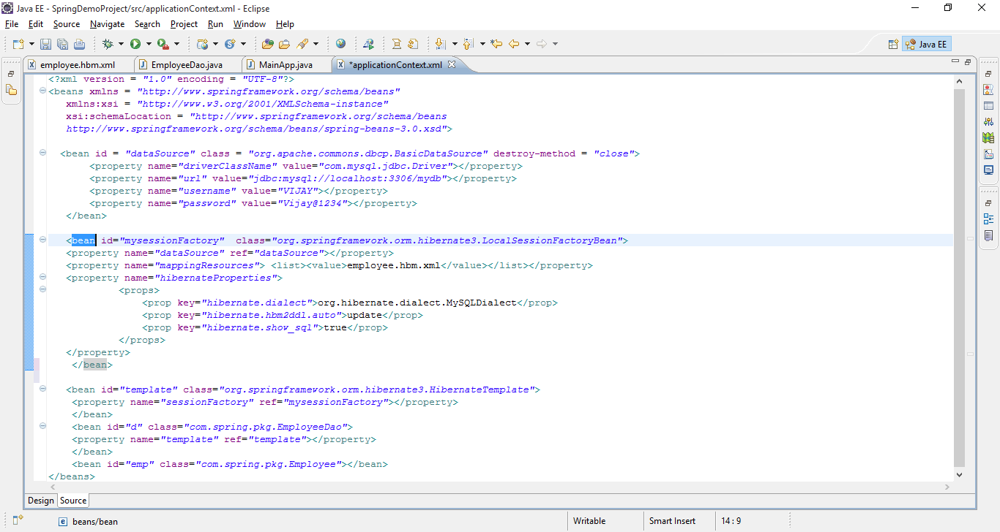 Java EE - SpringDemoProject/src/applicationContext.xml - Eclipse
File Edit Source Navigate Search Project Run Window Help
Java EE
employee.hbm.xml EmployeeDao.java MainApp.java *applicationContext.xml
<?xml version = "1.0" encoding = "UTF-8"?>
<beans xmlns = "http://www.springframework.org/schema/beans"
xmlns:xsi = "http://www.w3.org/2001/XMLSchema-instance"
xsi:schemaLocation = "http://www.springframework.org/schema/beans
http://www.springframework.org/schema/beans/spring-beans-3.0.xsd">
<bean id = "dataSource" class = "org.apache.commons.dbcp.BasicDataSource" destroy-method = "close">
<property name="driverClassName" value="com.mysql.jdbc.Driver"></property>
<property name="url" value="jdbc:mysql://localhost:3306/mydb"></property>
<property name="username" value="VIJAY"></property>
<property name="password" value="Vijay@1234"></property>
</bean>
<bean id="mysessionFactory" class="org.springframework.orm.hibernate3.LocalSessionFactoryBean">
<property name="dataSource" ref="dataSource"></property>
<property name="mappingResources"> <list><value>employee.hbm.xml</value></list></property>
<property name="hibernateProperties">
<props>
<prop key="hibernate.dialect">org.hibernate.dialect.MySQLDialect</prop>
<prop key="hibernate.hbm2ddl.auto">update</prop>
<prop key="hibernate.show_sql">true</prop>
</props>
</property>
</bean>
<bean id="template" class="org.springframework.orm.hibernate3.HibernateTemplate">
<property name="sessionFactory" ref="mysessionFactory"></property>
</bean>
<bean id="d" class="com.spring.pkg.EmployeeDao">
<property name="template" ref="template"></property>
</bean>
<bean id="emp" class="com.spring.pkg.Employee"></bean>
</beans>
Design Source
beans/bean Writable Smart Insert 14 : 9